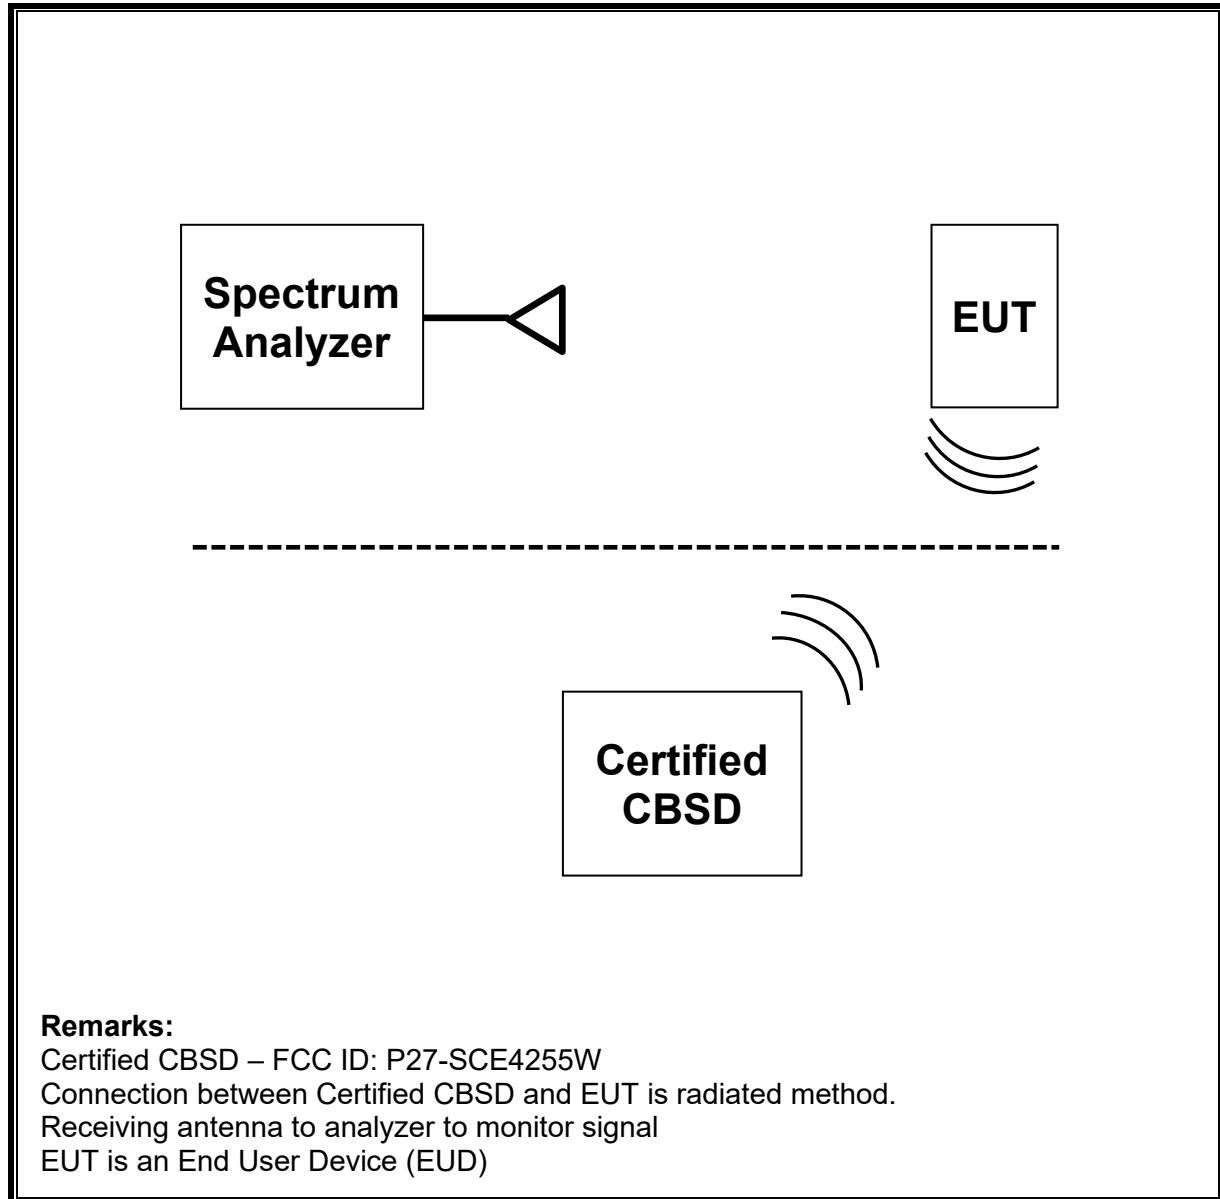 Spectrum
Analyzer
EUT
Certified
CBSD
Remarks:
Certified CBSD – FCC ID: P27-SCE4255W
Connection between Certified CBSD and EUT is radiated method.
Receiving antenna to analyzer to monitor signal
EUT is an End User Device (EUD)